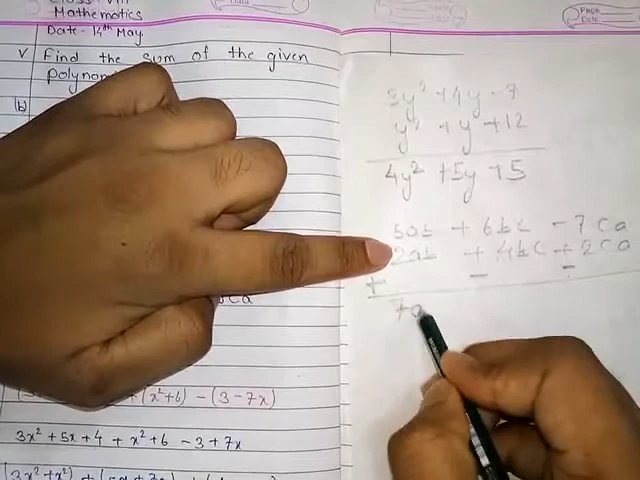 Mathematics
Date - 14th May
V Find the sum of the given
(b)
3y² + 4y - 7
y² + y + 12
4y² + 5y + 5
5ab + 6bc - 7ca
2ab + 4bc + 2ca
+ - -
7a
+ (x²+6) - (3-7x)
3x² + 5x + 4 + x² + 6 - 3 + 7x